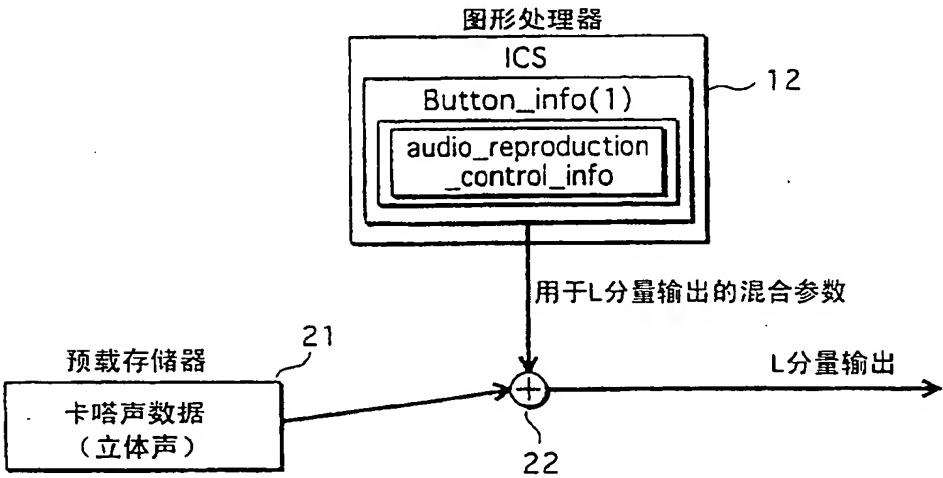 图形处理器
ICS
Button_info(1)
audio_reproduction
_control_info
12
用于L分量输出的混合参数
预载存储器
21
卡嗒声数据
(立体声)
L分量输出
22